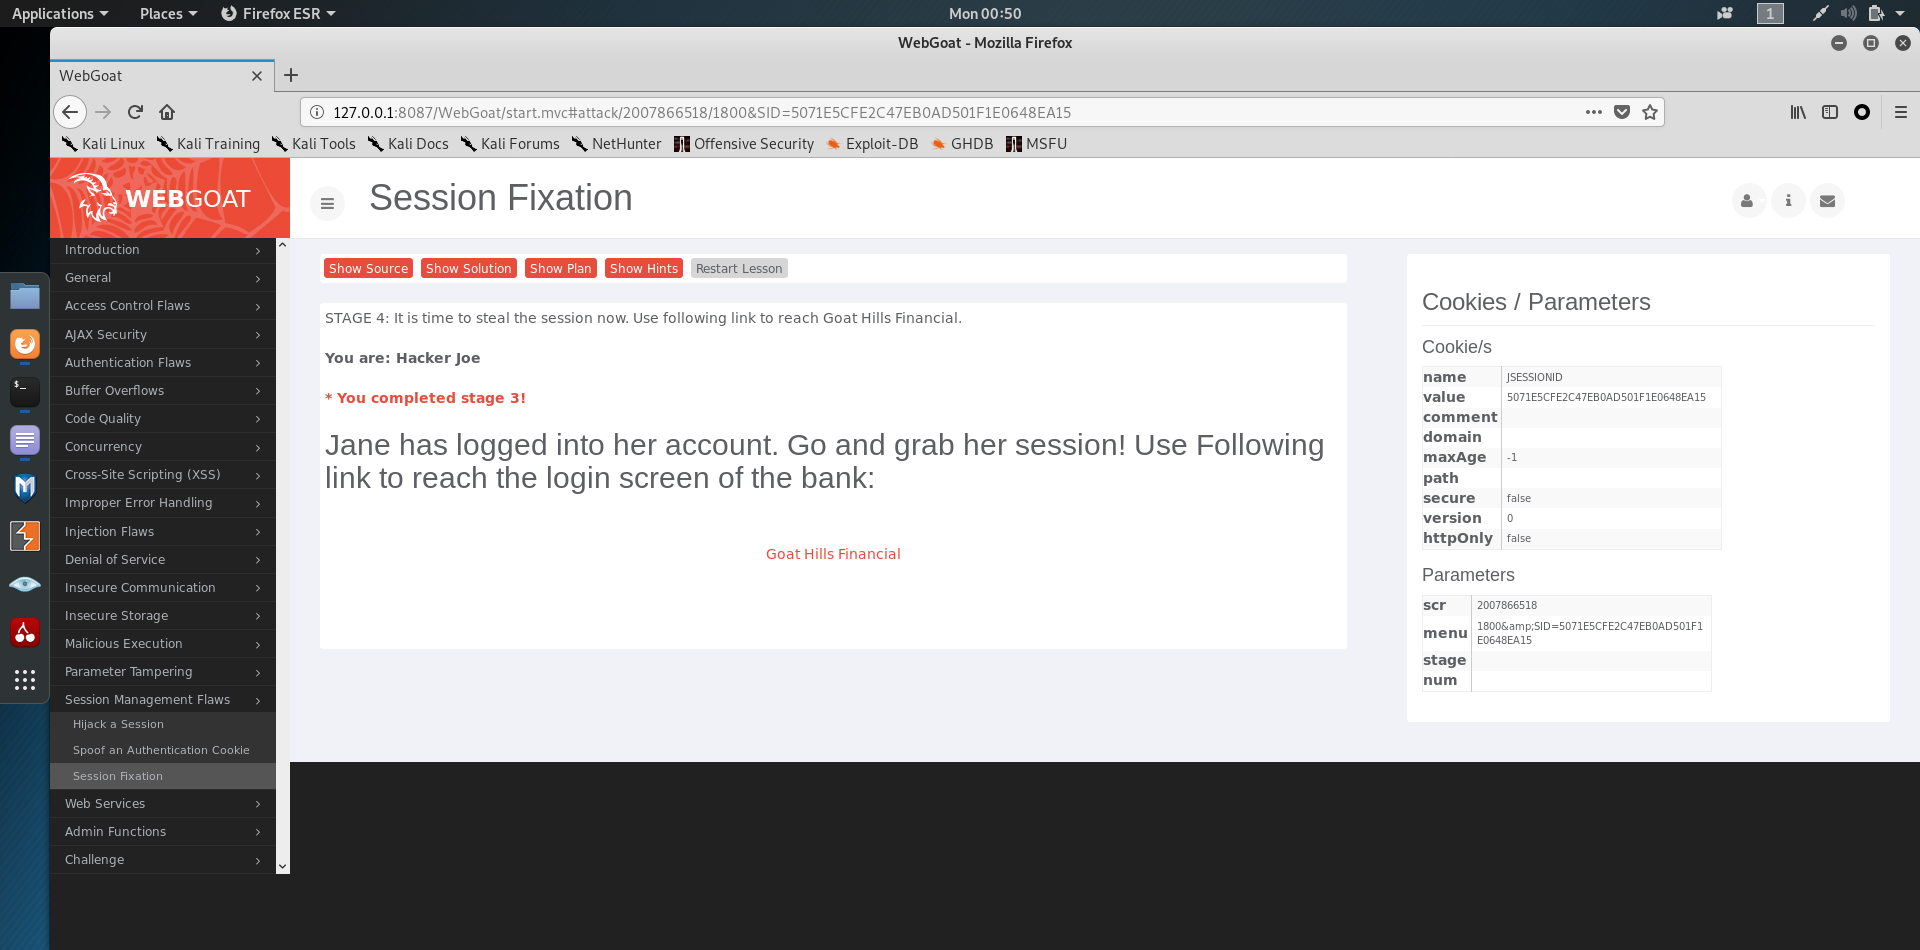 Applications Places Firefox ESR Mon 00:50 1
WebGoat - Mozilla Firefox
WebGoat
127.0.0.1:8087/WebGoat/start.mvc#attack/2007866518/1800&SID=5071E5CFE2C47EB0AD501F1E0648EA15
Kali Linux Kali Training Kali Tools Kali Docs Kali Forums NetHunter Offensive Security Exploit-DB GHDB MSFU
WEBGOAT
Session Fixation
Introduction
General
Access Control Flaws
AJAX Security
Authentication Flaws
Buffer Overflows
Code Quality
Concurrency
Cross-Site Scripting (XSS)
Improper Error Handling
Injection Flaws
Denial of Service
Insecure Communication
Insecure Storage
Malicious Execution
Parameter Tampering
Session Management Flaws
Hijack a Session
Spoof an Authentication Cookie
Session Fixation
Web Services
Admin Functions
Challenge
Show Source Show Solution Show Plan Show Hints Restart Lesson
STAGE 4: It is time to steal the session now. Use following link to reach Goat Hills Financial.
You are: Hacker Joe
* You completed stage 3!
Jane has logged into her account. Go and grab her session! Use Following
link to reach the login screen of the bank:
Goat Hills Financial
Cookies / Parameters
Cookie/s
name JSESSIONID
value 5071E5CFE2C47EB0AD501F1E0648EA15
comment
domain
maxAge -1
path
secure false
version 0
httpOnly false
Parameters
scr 2007866518
menu 1800&amp;SID=5071E5CFE2C47EB0AD501F1
E0648EA15
stage
num